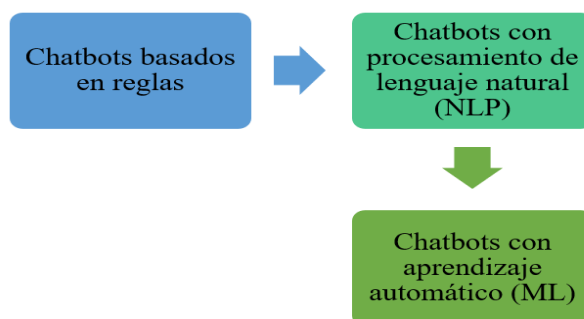 Chatbots basados
en reglas
Chatbots con
procesamiento de
lenguaje natural
(NLP)
Chatbots con
aprendizaje
automático (ML)